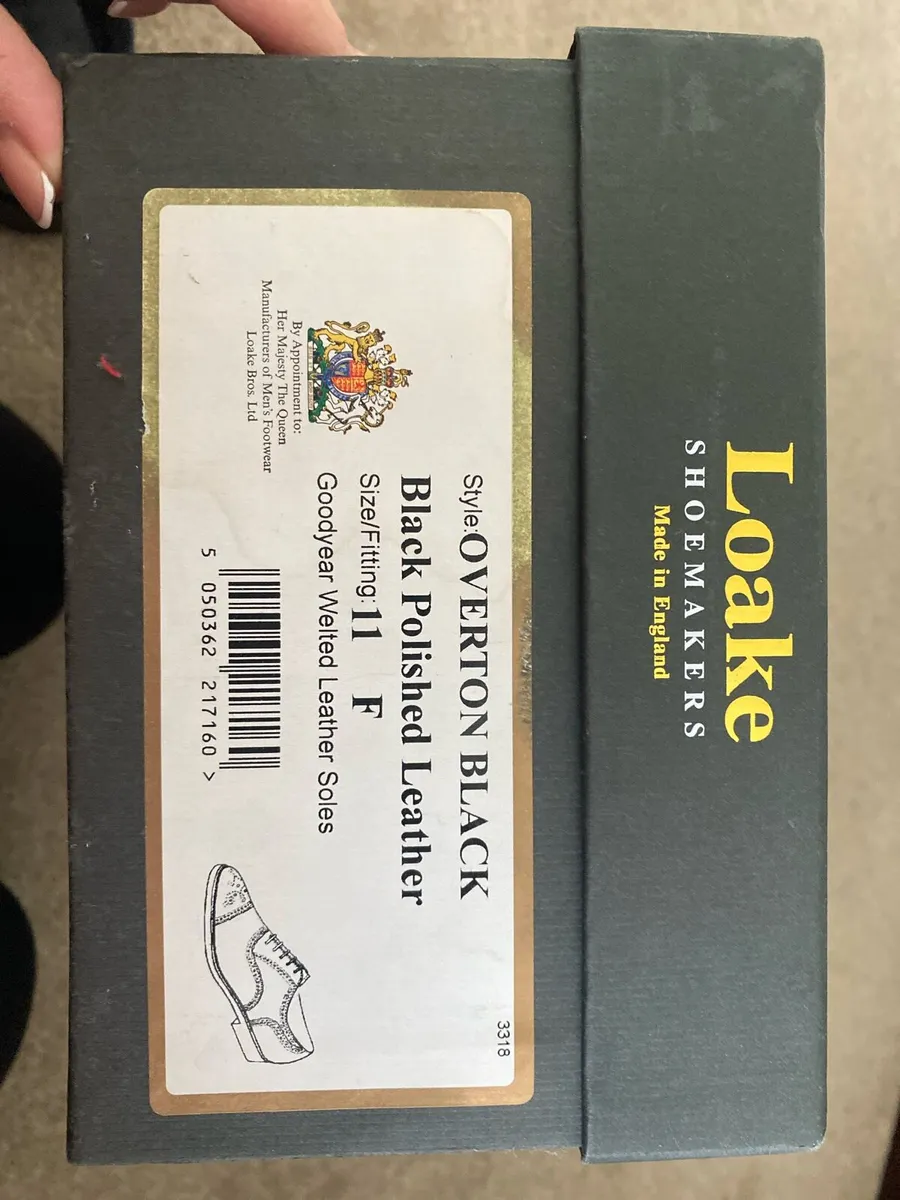 Loake
SHOEMAKERS
Made in England
3318
Style:OVERTON BLACK
Black Polished Leather
Size/Fitting:11 F
Goodyear Welted Leather Soles
By Appointment to:
Her Majesty The Queen
Manufacturers of Men's Footwear
Loake Bros. Ltd
5 050362 217160 >